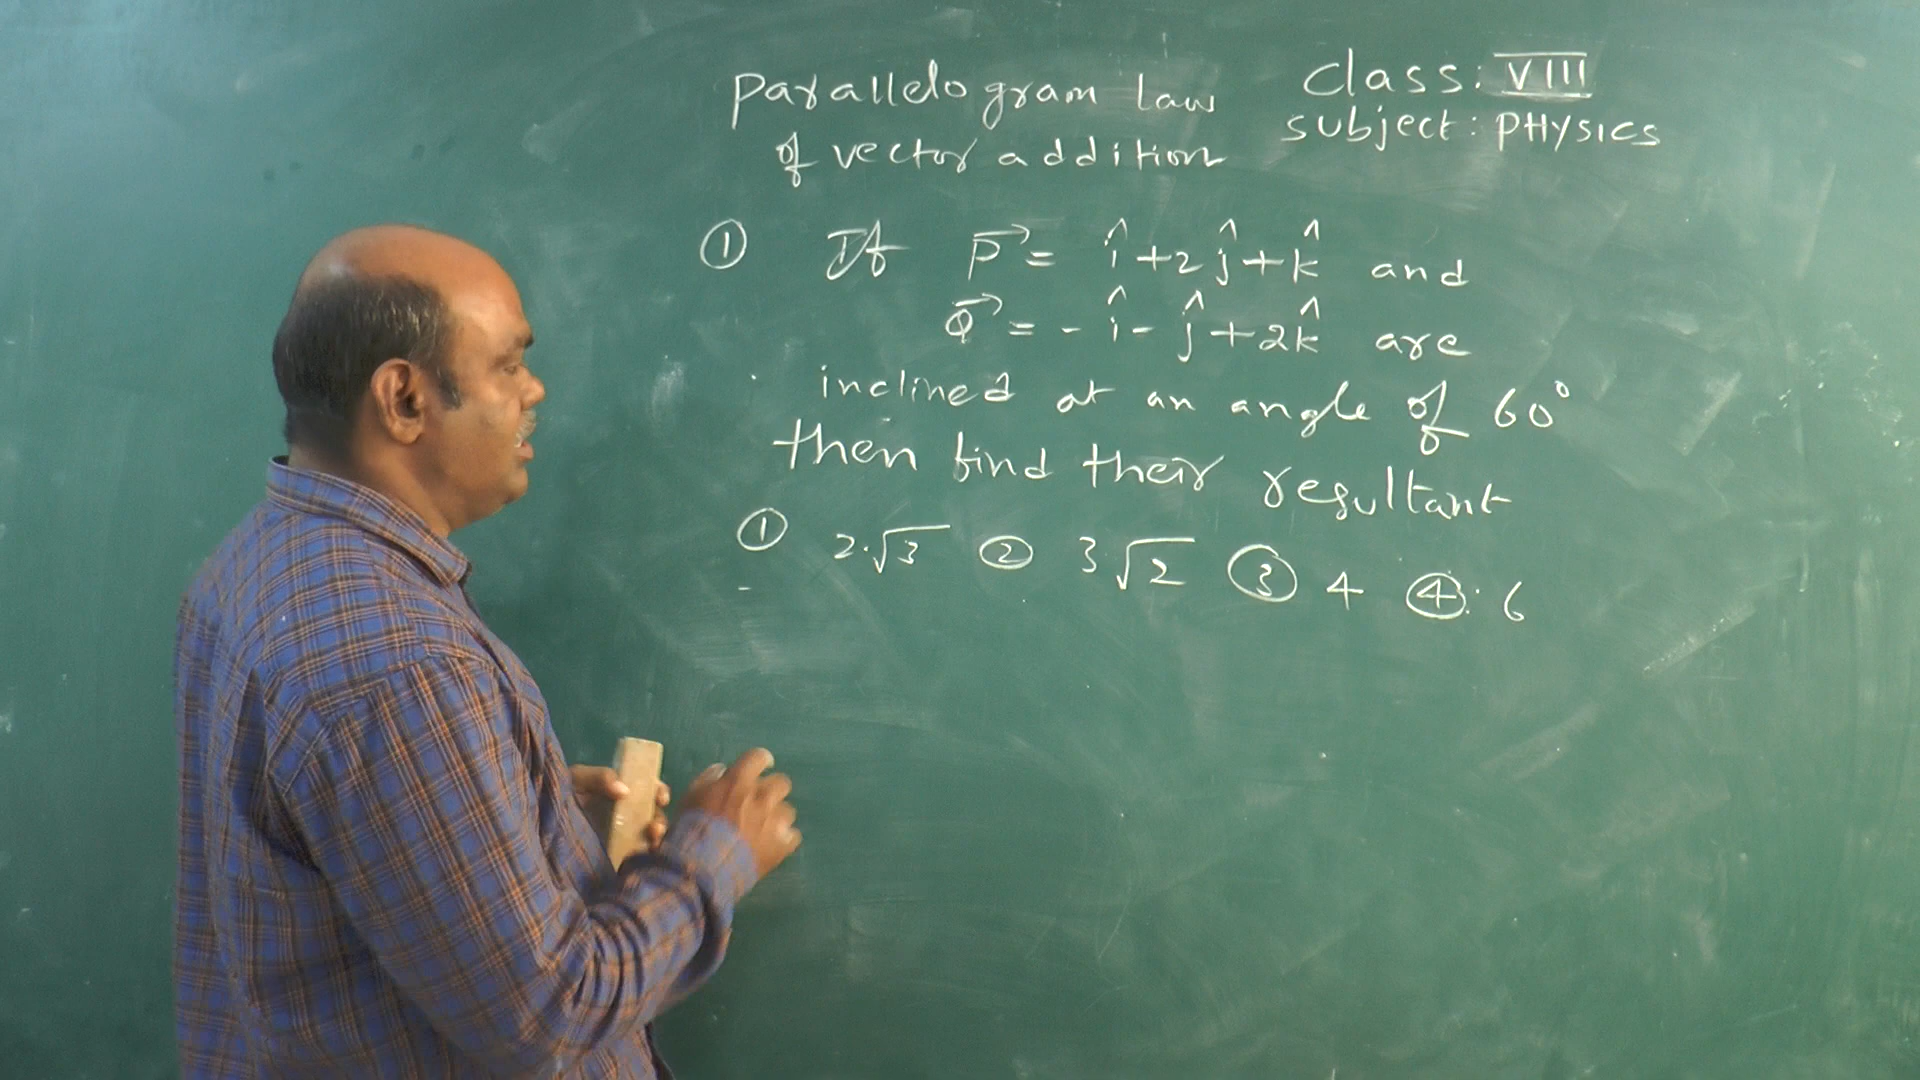 Parallelogram Law
of vector addition
Class: VIII
Subject: PHYSICS
① If P⃗ = î + 2ĵ + k̂ and
Q⃗ = - î - ĵ + 2k̂ are
inclined at an angle of 60°
then find their resultant
① 2·√3 ② 3√2 ③ 4 ④ 6